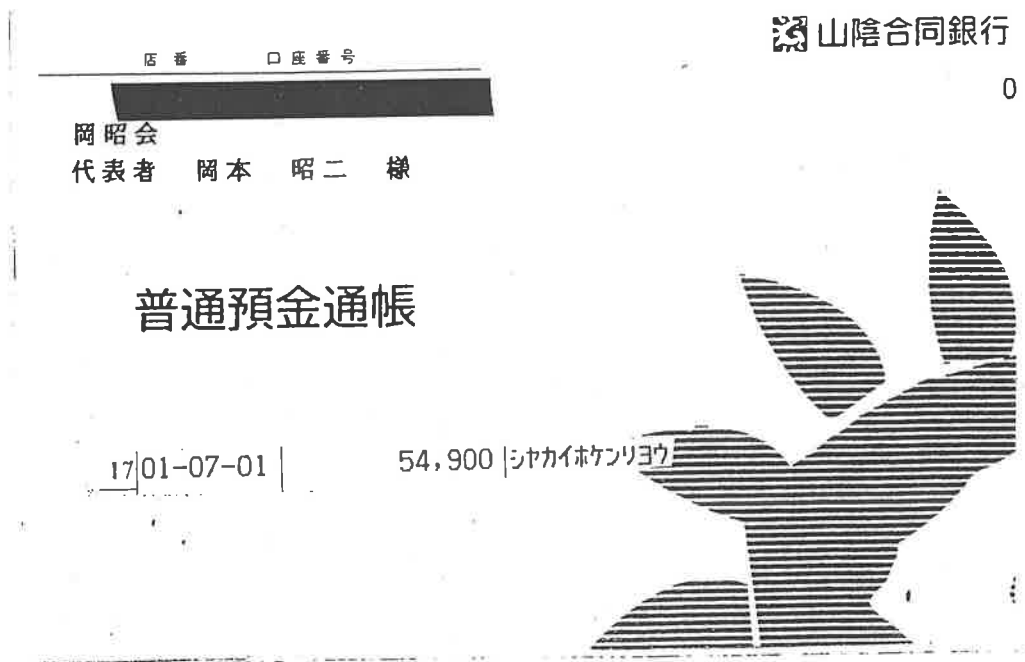 山陰合同銀行
店番 口座番号
0
岡昭会
代表者 岡本 昭二 様
普通預金通帳
17 01-07-01 54,900 シヤカイホケンリヨウ